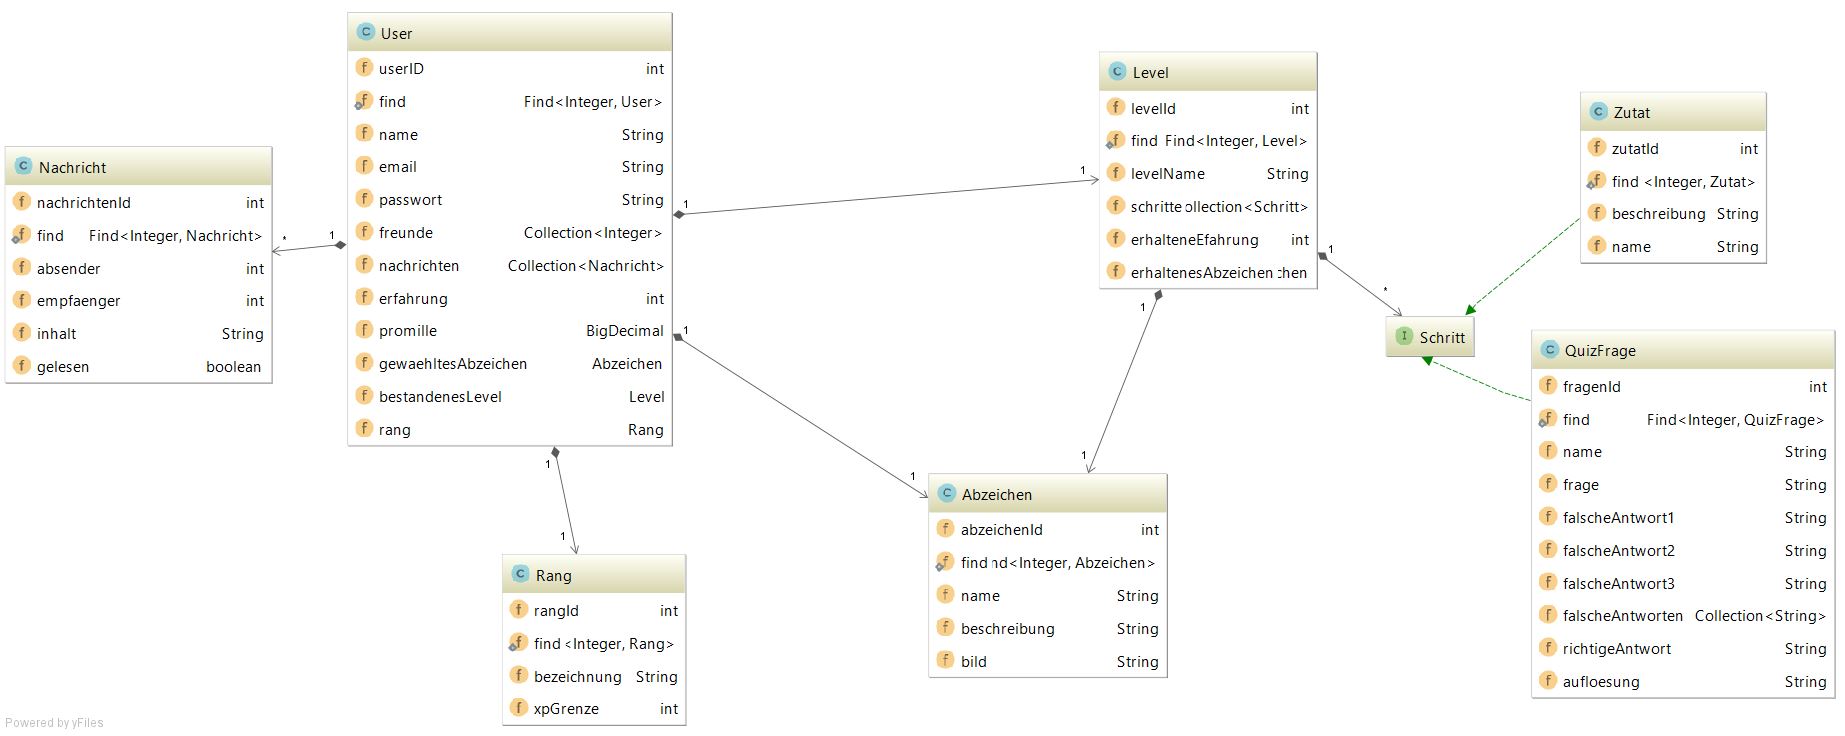 User
userID int
find Find<Integer, User>
name String
email String
passwort String
freunde Collection<Integer>
nachrichten Collection<Nachricht>
erfahrung int
promille BigDecimal
gewaehltesAbzeichen Abzeichen
bestandenesLevel Level
rang Rang
Nachricht
nachrichtenId int
find Find<Integer, Nachricht>
absender int
empfaenger int
inhalt String
gelesen boolean
1
*
1
1
1
1
1
1
Level
levelId int
find Find<Integer, Level>
levelName String
schritte ollection<Schritt>
erhalteneEfahrung int
erhaltenesAbzeichen chen
1
*
1
1
Zutat
zutatId int
find <Integer, Zutat>
beschreibung String
name String
Schritt
QuizFrage
fragenId int
find Find<Integer, QuizFrage>
name String
frage String
falscheAntwort1 String
falscheAntwort2 String
falscheAntwort3 String
falscheAntworten Collection<String>
richtigeAntwort String
aufloesung String
Abzeichen
abzeichenId int
find nd<Integer, Abzeichen>
name String
beschreibung String
bild String
Rang
rangId int
find <Integer, Rang>
bezeichnung String
xpGrenze int
Powered by yFiles